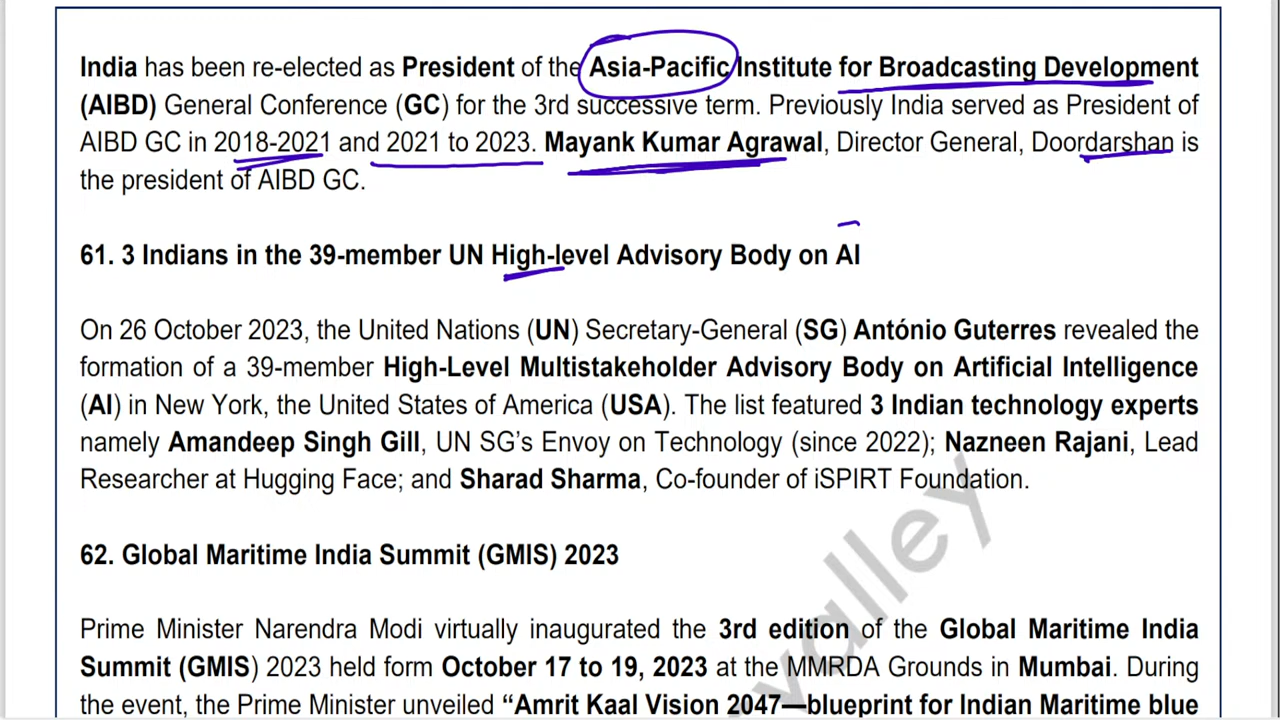 India has been re-elected as President of the Asia-Pacific Institute for Broadcasting Development
(AIBD) General Conference (GC) for the 3rd successive term. Previously India served as President of
AIBD GC in 2018-2021 and 2021 to 2023. Mayank Kumar Agrawal, Director General, Doordarshan is
the president of AIBD GC.
61. 3 Indians in the 39-member UN High-level Advisory Body on AI
On 26 October 2023, the United Nations (UN) Secretary-General (SG) António Guterres revealed the
formation of a 39-member High-Level Multistakeholder Advisory Body on Artificial Intelligence
(AI) in New York, the United States of America (USA). The list featured 3 Indian technology experts
namely Amandeep Singh Gill, UN SG's Envoy on Technology (since 2022); Nazneen Rajani, Lead
Researcher at Hugging Face; and Sharad Sharma, Co-founder of iSPIRT Foundation.
62. Global Maritime India Summit (GMIS) 2023
Prime Minister Narendra Modi virtually inaugurated the 3rd edition of the Global Maritime India
Summit (GMIS) 2023 held form October 17 to 19, 2023 at the MMRDA Grounds in Mumbai. During
the event, the Prime Minister unveiled “Amrit Kaal Vision 2047—blueprint for Indian Maritime blue
valley